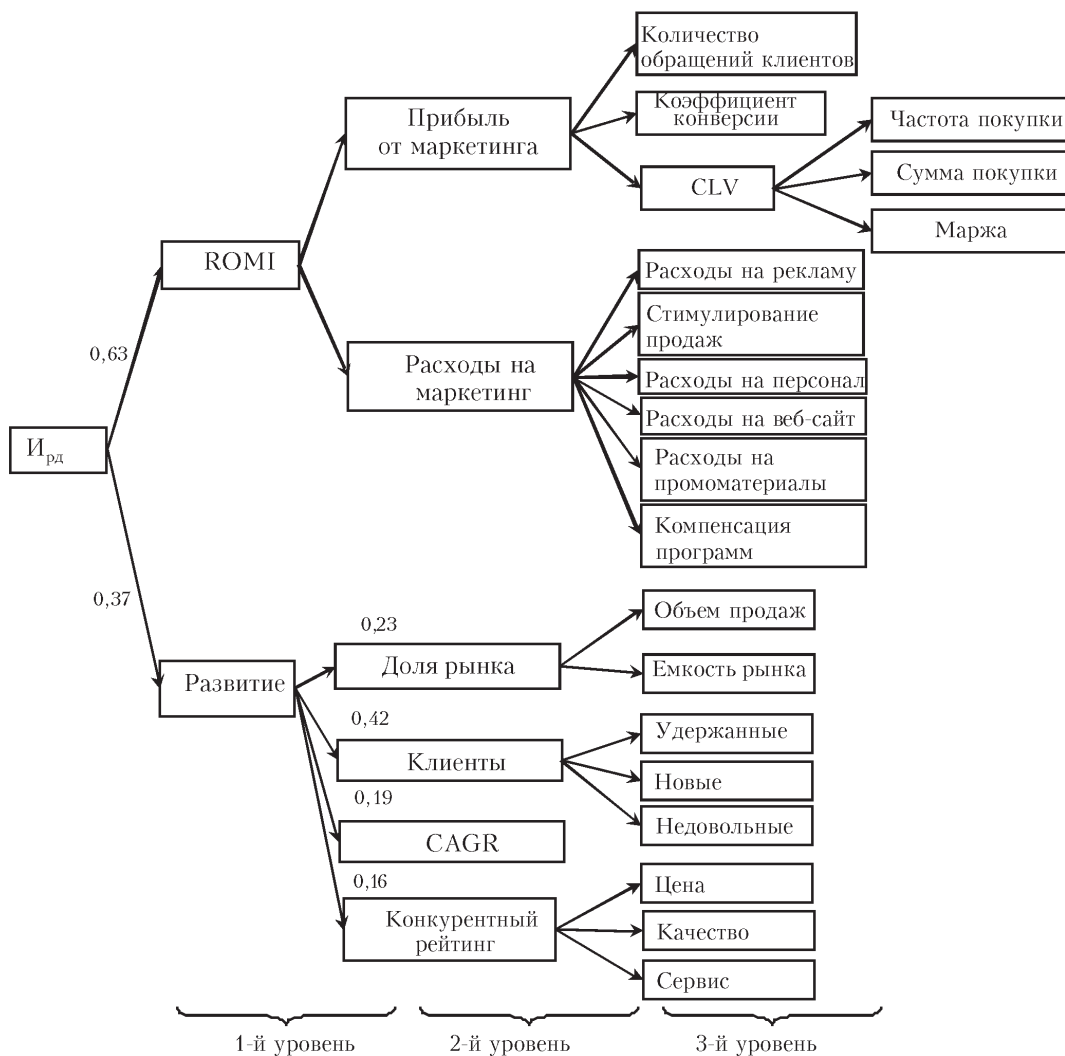 Количество
обращений клиентов
Коэффициент
конверсии
CLV
Частота покупки
Сумма покупки
Маржа
Прибыль
от маркетинга
ROMI
Расходы на
маркетинг
Расходы на рекламу
Стимулирование
продаж
Расходы на персонал
Расходы на веб-сайт
Расходы на
промоматериалы
Компенсация
программ
0,63
Ирд
0,37
Развитие
0,23
Доля рынка
Объем продаж
Емкость рынка
0,42
Клиенты
Удержанные
Новые
Недовольные
0,19
CAGR
0,16
Конкурентный
рейтинг
Цена
Качество
Сервис
1-й уровень
2-й уровень
3-й уровень